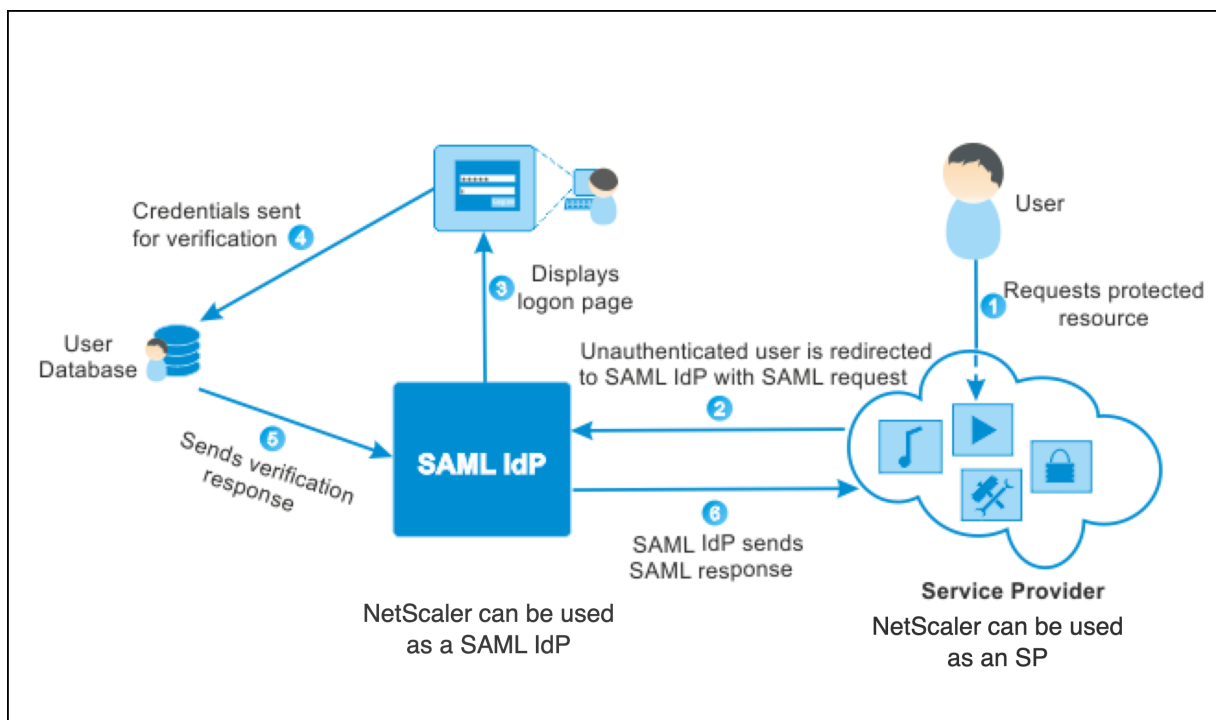 User
1
Requests protected
resource
Unauthenticated user is redirected
to SAML IdP with SAML request
2
3
Displays
logon page
Credentials sent
for verification
4
User
Database
5
Sends verification
response
SAML IdP
6
SAML IdP sends
SAML response
Service Provider
NetScaler can be used
as a SAML IdP
NetScaler can be used
as an SP